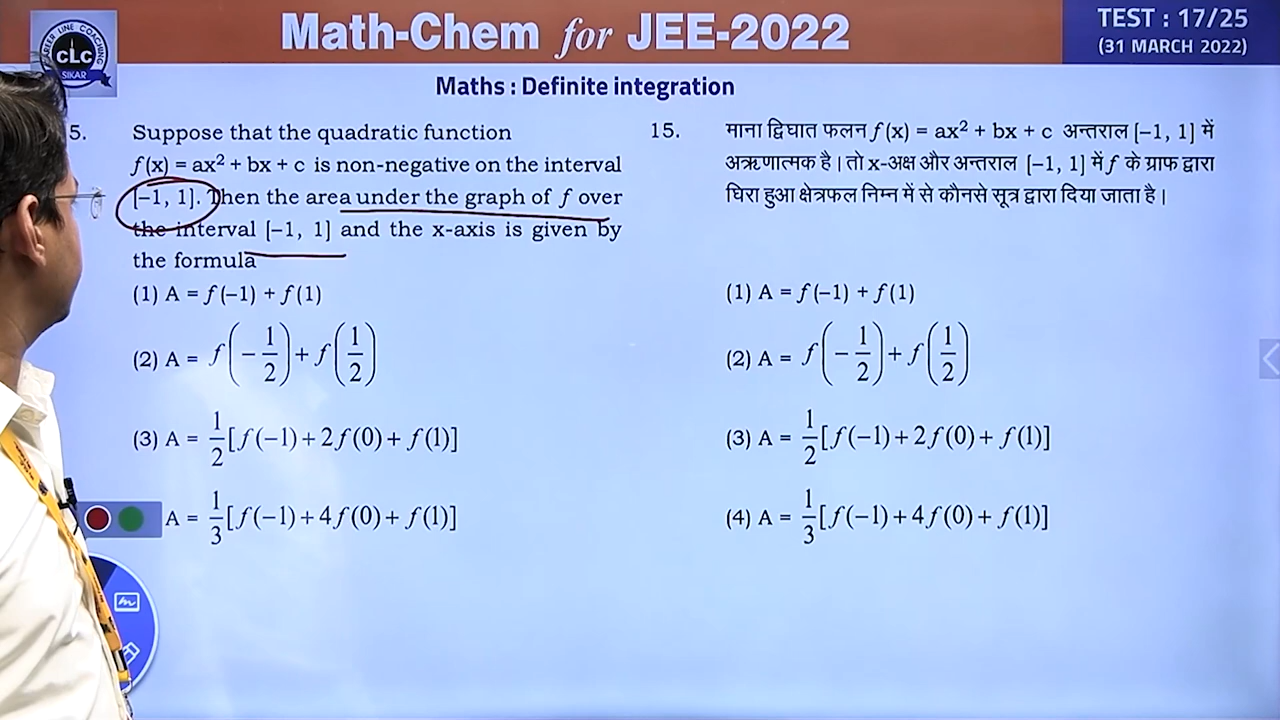 Math-Chem for JEE-2022
TEST : 17/25
(31 MARCH 2022)
CAREER LINE COACHING
CLC
SIKAR
Maths : Definite integration
5. Suppose that the quadratic function
f(x) = ax² + bx + c is non-negative on the interval
[−1, 1]. Then the area under the graph of f over
the interval [−1, 1] and the x-axis is given by
the formula
(1) A = f(−1) + f(1)
(2) A = f(−1/2) + f(1/2)
(3) A = 1/2[f(−1) + 2f(0) + f(1)]
A = 1/3[f(−1) + 4f(0) + f(1)]
15. माना द्विघात फलन f(x) = ax² + bx + c अन्तराल [−1, 1] में
अऋणात्मक है। तो x-अक्ष और अन्तराल [−1, 1] में f के ग्राफ द्वारा
घिरा हुआ क्षेत्रफल निम्न में से कौनसे सूत्र द्वारा दिया जाता है।
(1) A = f(−1) + f(1)
(2) A = f(−1/2) + f(1/2)
(3) A = 1/2[f(−1) + 2f(0) + f(1)]
(4) A = 1/3[f(−1) + 4f(0) + f(1)]